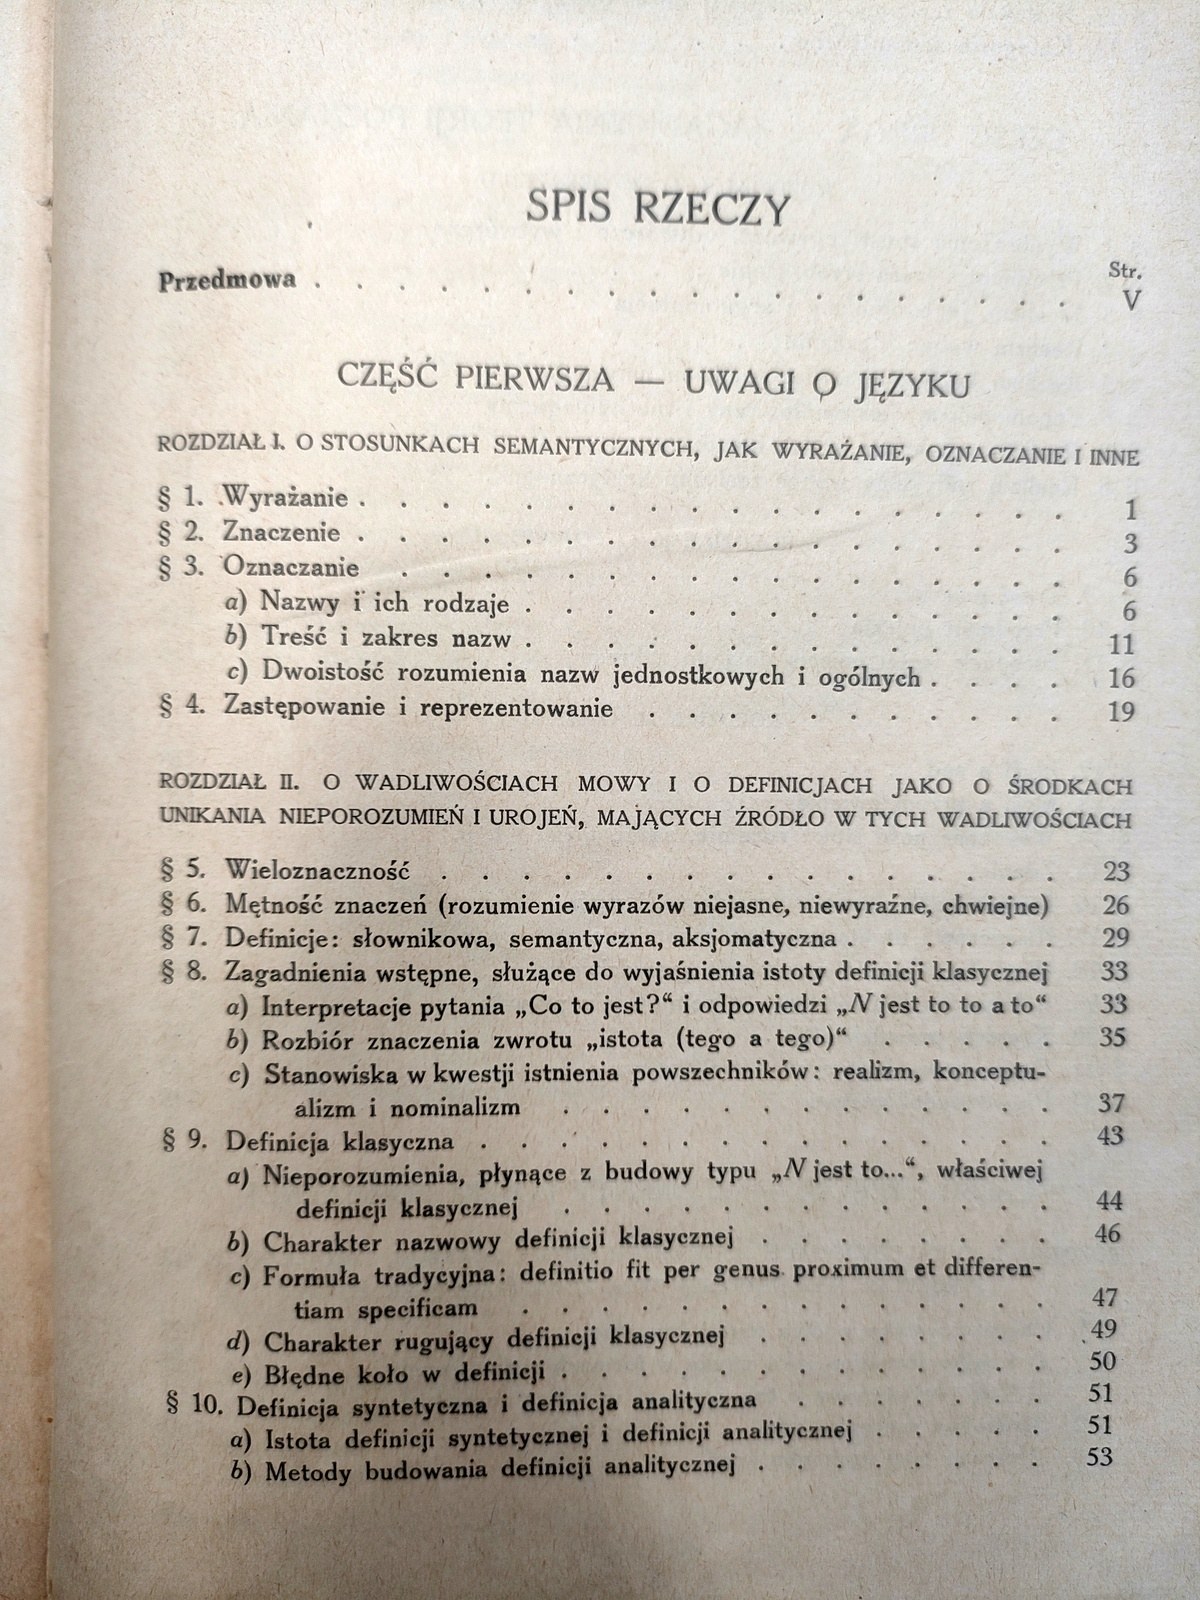 SPIS RZECZY
Str.
Przedmowa . . . . . . . . . . . . . . . . . . . V
CZĘŚĆ PIERWSZA — UWAGI O JĘZYKU
ROZDZIAŁ I. O STOSUNKACH SEMANTYCZNYCH, JAK WYRAŻANIE, OZNACZANIE I INNE
§ 1. Wyrażanie . . . . . . . . . . . . . . . . . . 1
§ 2. Znaczenie . . . . . . . . . . . . . . . . . . 3
§ 3. Oznaczanie . . . . . . . . . . . . . . . . . 6
a) Nazwy i ich rodzaje . . . . . . . . . . . . . . 6
b) Treść i zakres nazw . . . . . . . . . . . . . . 11
c) Dwoistość rozumienia nazw jednostkowych i ogólnych . . . . 16
§ 4. Zastępowanie i reprezentowanie . . . . . . . . . . . 19
ROZDZIAŁ II. O WADLIWOŚCIACH MOWY I O DEFINICJACH JAKO O ŚRODKACH
UNIKANIA NIEPOROZUMIEŃ I UROJEŃ, MAJĄCYCH ŹRÓDŁO W TYCH WADLIWOŚCIACH
§ 5. Wieloznaczność . . . . . . . . . . . . . . . 23
§ 6. Mętność znaczeń (rozumienie wyrazów niejasne, niewyraźne, chwiejne) 26
§ 7. Definicje: słownikowa, semantyczna, aksjomatyczna . . . . . . 29
§ 8. Zagadnienia wstępne, służące do wyjaśnienia istoty definicji klasycznej 33
a) Interpretacje pytania „Co to jest?“ i odpowiedzi „N jest to to a to“ 33
b) Rozbiór znaczenia zwrotu „istota (tego a tego)“ . . . . . 35
c) Stanowiska w kwestji istnienia powszechników: realizm, konceptu-
alizm i nominalizm . . . . . . . . . . . . 37
§ 9. Definicja klasyczna . . . . . . . . . . . . . . 43
a) Nieporozumienia, płynące z budowy typu „N jest to...“, właściwej
definicji klasycznej . . . . . . . . . . . . 44
b) Charakter nazwowy definicji klasycznej . . . . . . . . 46
c) Formuła tradycyjna: definitio fit per genus proximum et differen-
tiam specificam . . . . . . . . . . . . . 47
d) Charakter rugujący definicji klasycznej . . . . . . . . 49
e) Błędne koło w definicji . . . . . . . . . . . . 50
§ 10. Definicja syntetyczna i definicja analityczna . . . . . . . 51
a) Istota definicji syntetycznej i definicji analitycznej . . . . . 51
b) Metody budowania definicji analitycznej . . . . . . . . 53